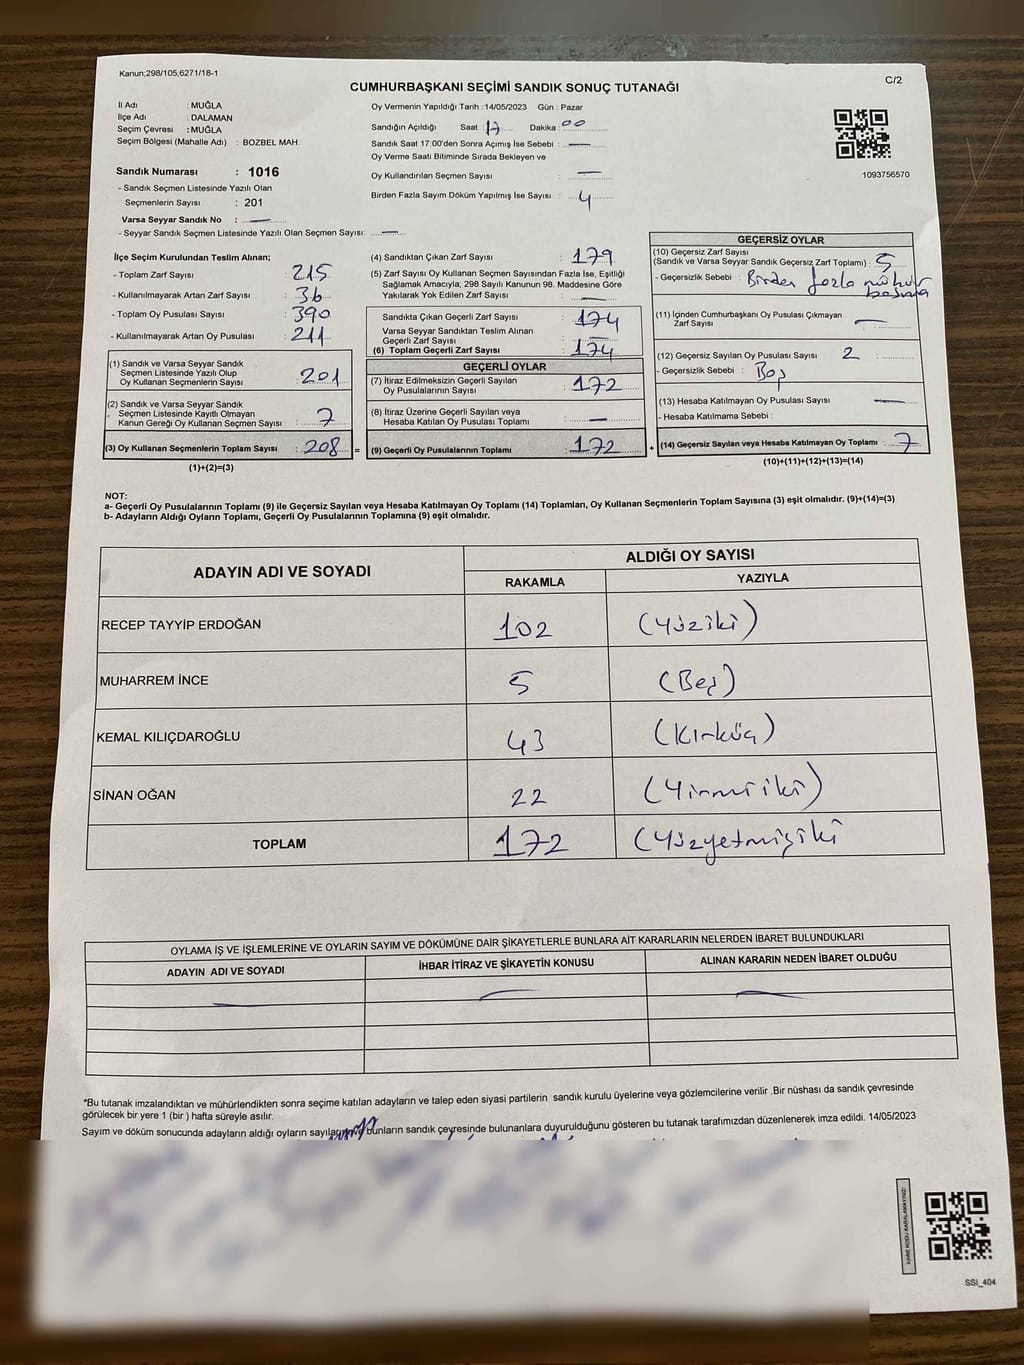 Kanun;298/105,6271/18-1
C/2
CUMHURBAŞKANI SEÇİMİ SANDIK SONUÇ TUTANAĞI
İl Adı : MUĞLA
İlçe Adı : DALAMAN
Seçim Çevresi : MUĞLA
Seçim Bölgesi (Mahalle Adı) : BOZBEL MAH.
Oy Vermenin Yapıldığı Tarih : 14/05/2023 Gün : Pazar
Sandığın Açıldığı Saat 17 Dakika : 00
Sandık Saat 17:00'den Sonra Açılmış İse Sebebi : —
Oy Verme Saati Bitiminde Sırada Bekleyen ve
Oy Kullandırılan Seçmen Sayısı : —
Birden Fazla Sayım Döküm Yapılmış İse Sayısı : 4
1093756570
Sandık Numarası : 1016
- Sandık Seçmen Listesinde Yazılı Olan
Seçmenlerin Sayısı : 201
Varsa Seyyar Sandık No : —
- Seyyar Sandık Seçmen Listesinde Yazılı Olan Seçmen Sayısı: —
İlçe Seçim Kurulundan Teslim Alınan;
- Toplam Zarf Sayısı : 215
- Kullanılmayarak Artan Zarf Sayısı : 36
- Toplam Oy Pusulası Sayısı : 390
- Kullanılmayarak Artan Oy Pusulası : 211
(1) Sandık ve Varsa Seyyar Sandık
Seçmen Listesinde Yazılı Olup
Oy Kullanan Seçmenlerin Sayısı : 201
(2) Sandık ve Varsa Seyyar Sandık
Seçmen Listesinde Kayıtlı Olmayan
Kanun Gereği Oy Kullanan Seçmen Sayısı : 7
(3) Oy Kullanan Seçmenlerin Toplam Sayısı : 208 =
(1)+(2)=(3)
(4) Sandıktan Çıkan Zarf Sayısı : 179
(5) Zarf Sayısı Oy Kullanan Seçmen Sayısından Fazla İse, Eşitliği
Sağlamak Amacıyla; 298 Sayılı Kanunun 98. Maddesine Göre
Yakılarak Yok Edilen Zarf Sayısı : —
Sandıkta Çıkan Geçerli Zarf Sayısı : 174
Varsa Seyyar Sandıktan Teslim Alınan
Geçerli Zarf Sayısı : —
(6) Toplam Geçerli Zarf Sayısı : 174
GEÇERLİ OYLAR
(7) İtiraz Edilmeksizin Geçerli Sayılan
Oy Pusulalarının Sayısı : 172
(8) İtiraz Üzerine Geçerli Sayılan veya
Hesaba Katılan Oy Pusulası Toplamı : —
(9) Geçerli Oy Pusulalarının Toplamı : 172 +
GEÇERSİZ OYLAR
(10) Geçersiz Zarf Sayısı
(Sandık ve Varsa Seyyar Sandık Geçersiz Zarf Toplamı) : 5
- Geçersizlik Sebebi : Birden fazla mühür
basma
(11) İçinden Cumhurbaşkanı Oy Pusulası Çıkmayan
Zarf Sayısı : —
(12) Geçersiz Sayılan Oy Pusulası Sayısı 2 :
- Geçersizlik Sebebi : Boş
(13) Hesaba Katılmayan Oy Pusulası Sayısı : —
- Hesaba Katılmama Sebebi :
(14) Geçersiz Sayılan veya Hesaba Katılmayan Oy Toplamı : 7
(10)+(11)+(12)+(13)=(14)
NOT:
a- Geçerli Oy Pusulalarının Toplamı (9) ile Geçersiz Sayılan veya Hesaba Katılmayan Oy Toplamı (14) Toplamları, Oy Kullanan Seçmenlerin Toplam Sayısına (3) eşit olmalıdır. (9)+(14)=(3)
b- Adayların Aldığı Oyların Toplamı, Geçerli Oy Pusulalarının Toplamına (9) eşit olmalıdır.
ADAYIN ADI VE SOYADI
ALDIĞI OY SAYISI
RAKAMLA YAZIYLA
RECEP TAYYİP ERDOĞAN 102 (Yüziki)
MUHARREM İNCE 5 (Beş)
KEMAL KILIÇDAROĞLU 43 (Kırküç)
SİNAN OĞAN 22 (Yirmiiki)
TOPLAM 172 (Yüzyetmişiki
OYLAMA İŞ VE İŞLEMLERİNE VE OYLARIN SAYIM VE DÖKÜMÜNE DAİR ŞİKAYETLERLE BUNLARA AİT KARARLARIN NELERDEN İBARET BULUNDUKLARI
ADAYIN ADI VE SOYADI İHBAR İTİRAZ VE ŞİKAYETİN KONUSU ALINAN KARARIN NEDEN İBARET OLDUĞU
— — —
*Bu tutanak imzalandıktan ve mühürlendikten sonra seçime katılan adayların ve talep eden siyasi partilerin sandık kurulu üyelerine veya gözlemcilerine verilir .Bir nüshası da sandık çevresinde
görülecek bir yere 1 (bir ) hafta süreyle asılır.
Sayım ve döküm sonucunda adayların aldığı oyların sayılarını ve bunların sandık çevresinde bulunanlara duyurulduğunu gösteren bu tutanak tarafımızdan düzenlenerek imza edildi. 14/05/2023
KARE KODU KARALAMAYINIZ!
SSI_404